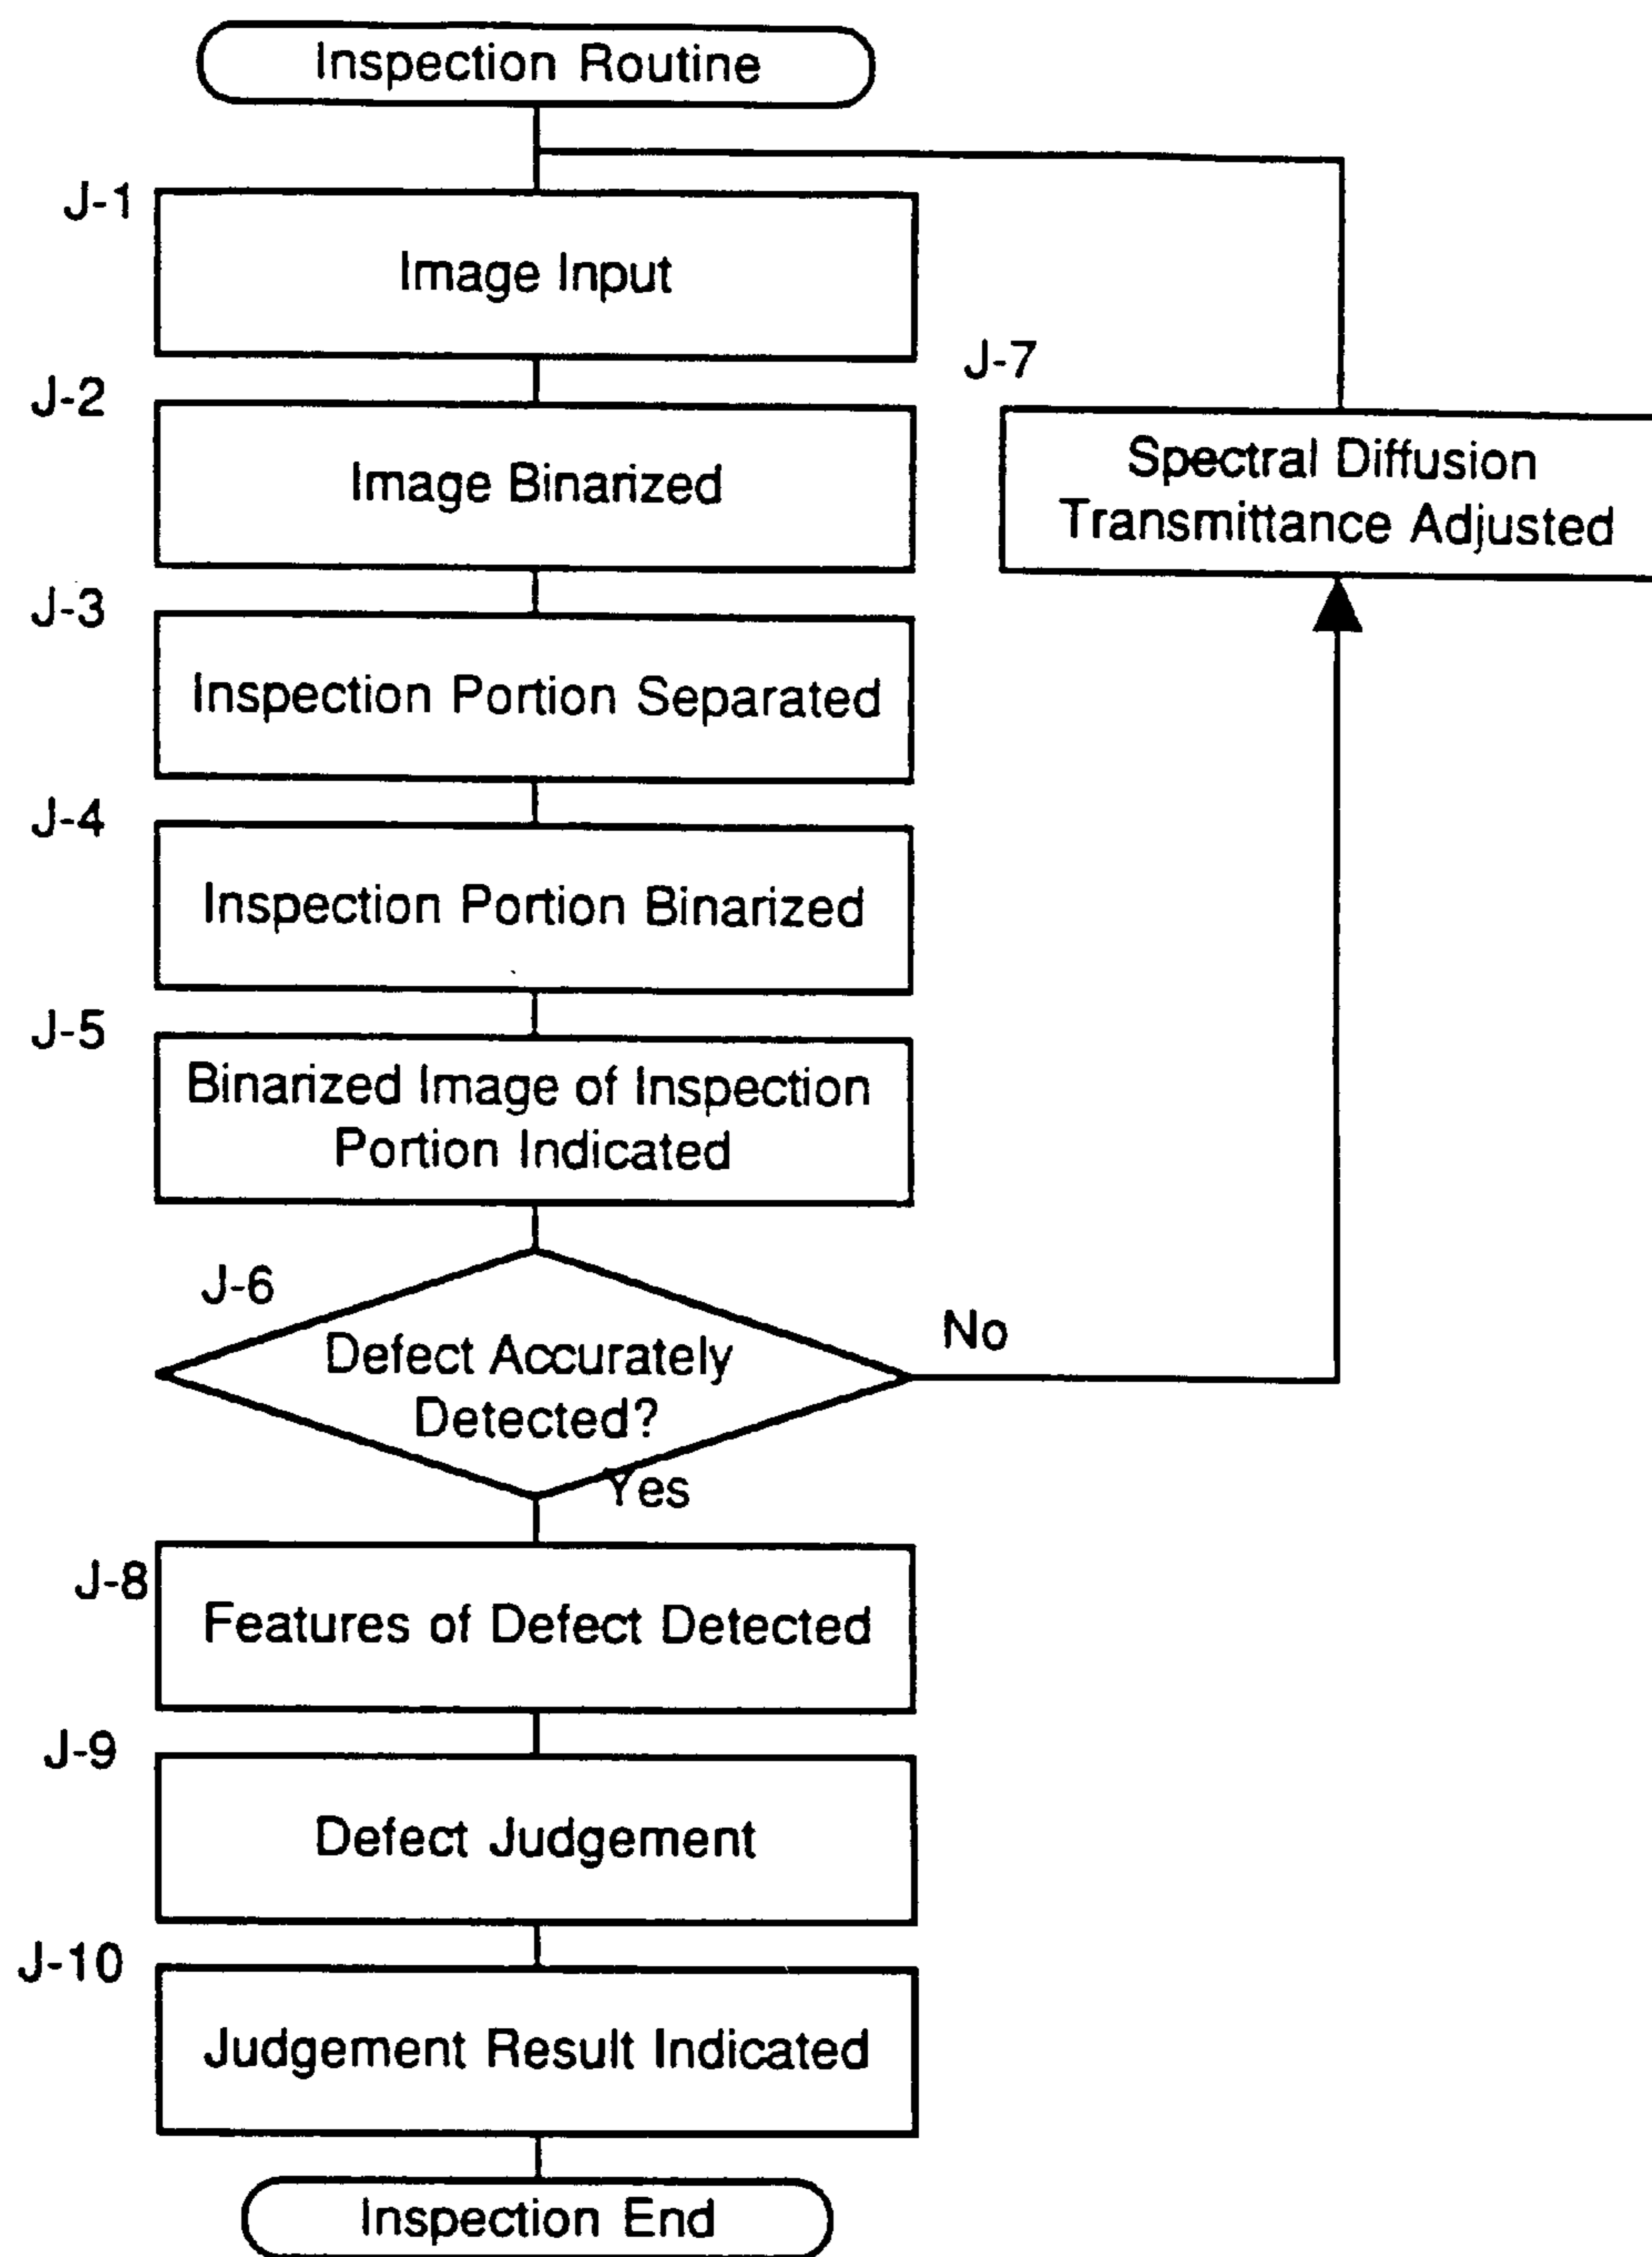 Inspection Routine
J-1
Image Input
J-2
Image Binarized
J-7
Spectral Diffusion
Transmittance Adjusted
J-3
Inspection Portion Separated
J-4
Inspection Portion Binarized
J-5
Binarized Image of Inspection
Portion Indicated
J-6
Defect Accurately
Detected?
No
Yes
J-8
Features of Defect Detected
J-9
Defect Judgement
J-10
Judgement Result Indicated
Inspection End